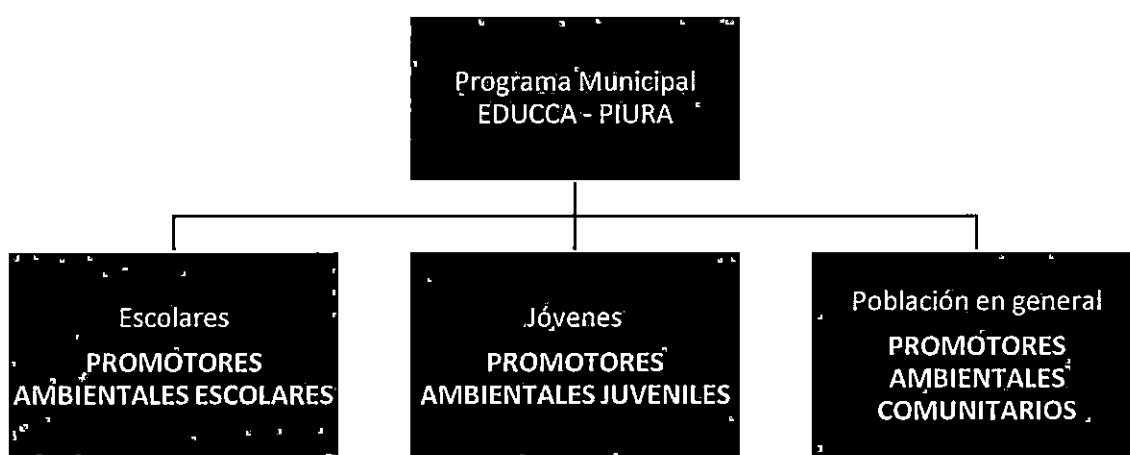 Programa Municipal
EDUCCA - PIURA
Escolares
PROMOTORES
AMBIENTALES ESCOLARES
Jóvenes
PROMOTORES
AMBIENTALES JUVENILES
Población en general
PROMOTORES
AMBIENTALES
COMUNITARIOS